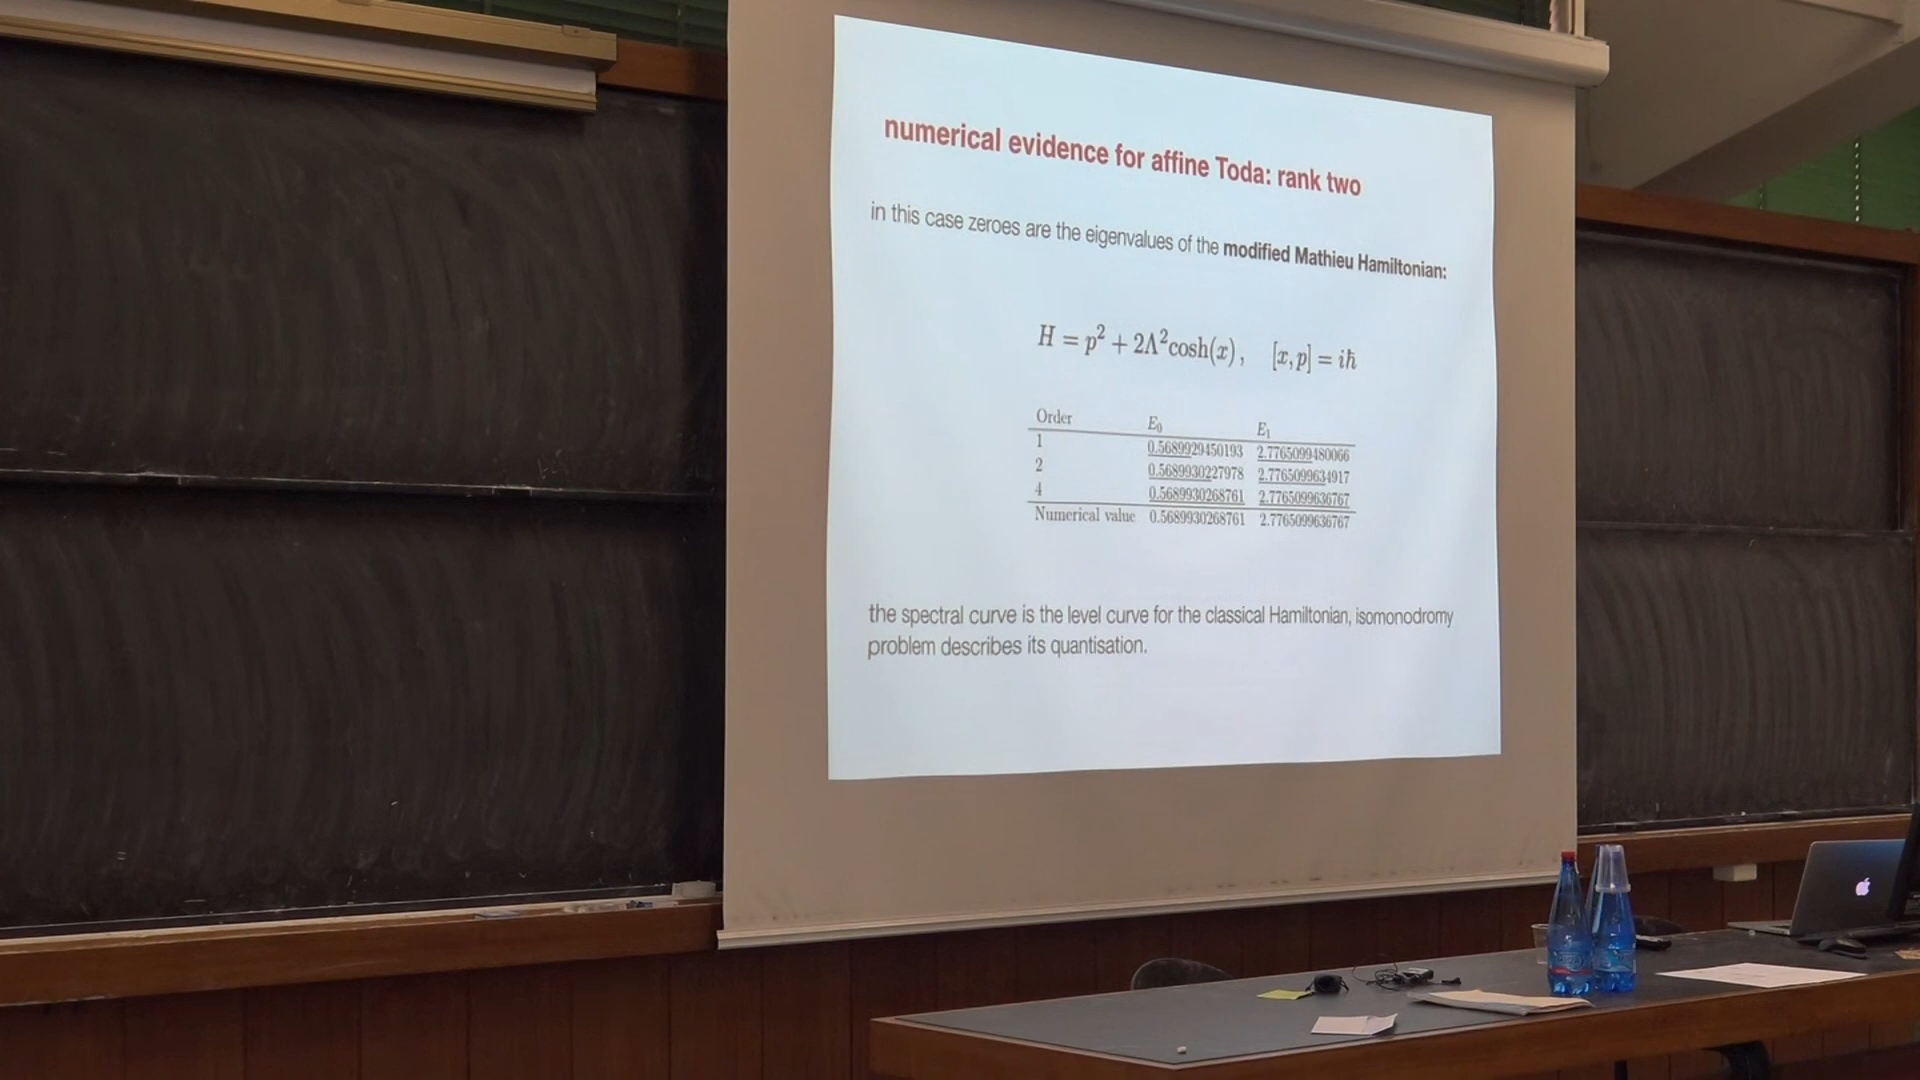 numerical evidence for affine Toda: rank two
in this case zeroes are the eigenvalues of the modified Mathieu Hamiltonian:
H = p² + 2Λ²cosh(x), [x, p] = iħ
Order E₀ E₁
1 0.5689929450193 2.7765099480066
2 0.5689930227978 2.7765099634917
4 0.5689930268761 2.7765099636767
Numerical value 0.5689930268761 2.7765099636767
the spectral curve is the level curve for the classical Hamiltonian, isomonodromy
problem describes its quantisation.